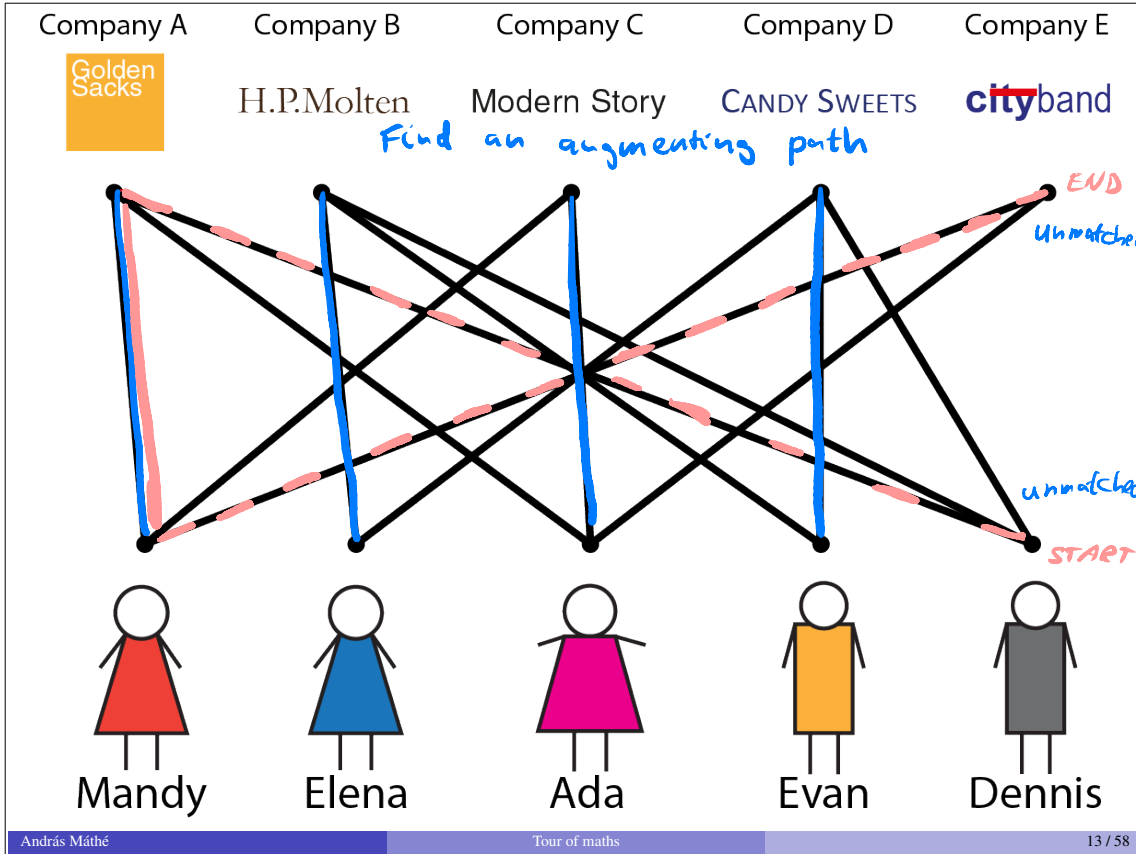 Company A Company B Company C Company D Company E
Golden
Sacks
H.P.Molten Modern Story CANDY SWEETS cityband
Find an augmenting path
END
START
Mandy Elena Ada Evan Dennis
András Máthé Tour of maths 13 / 58